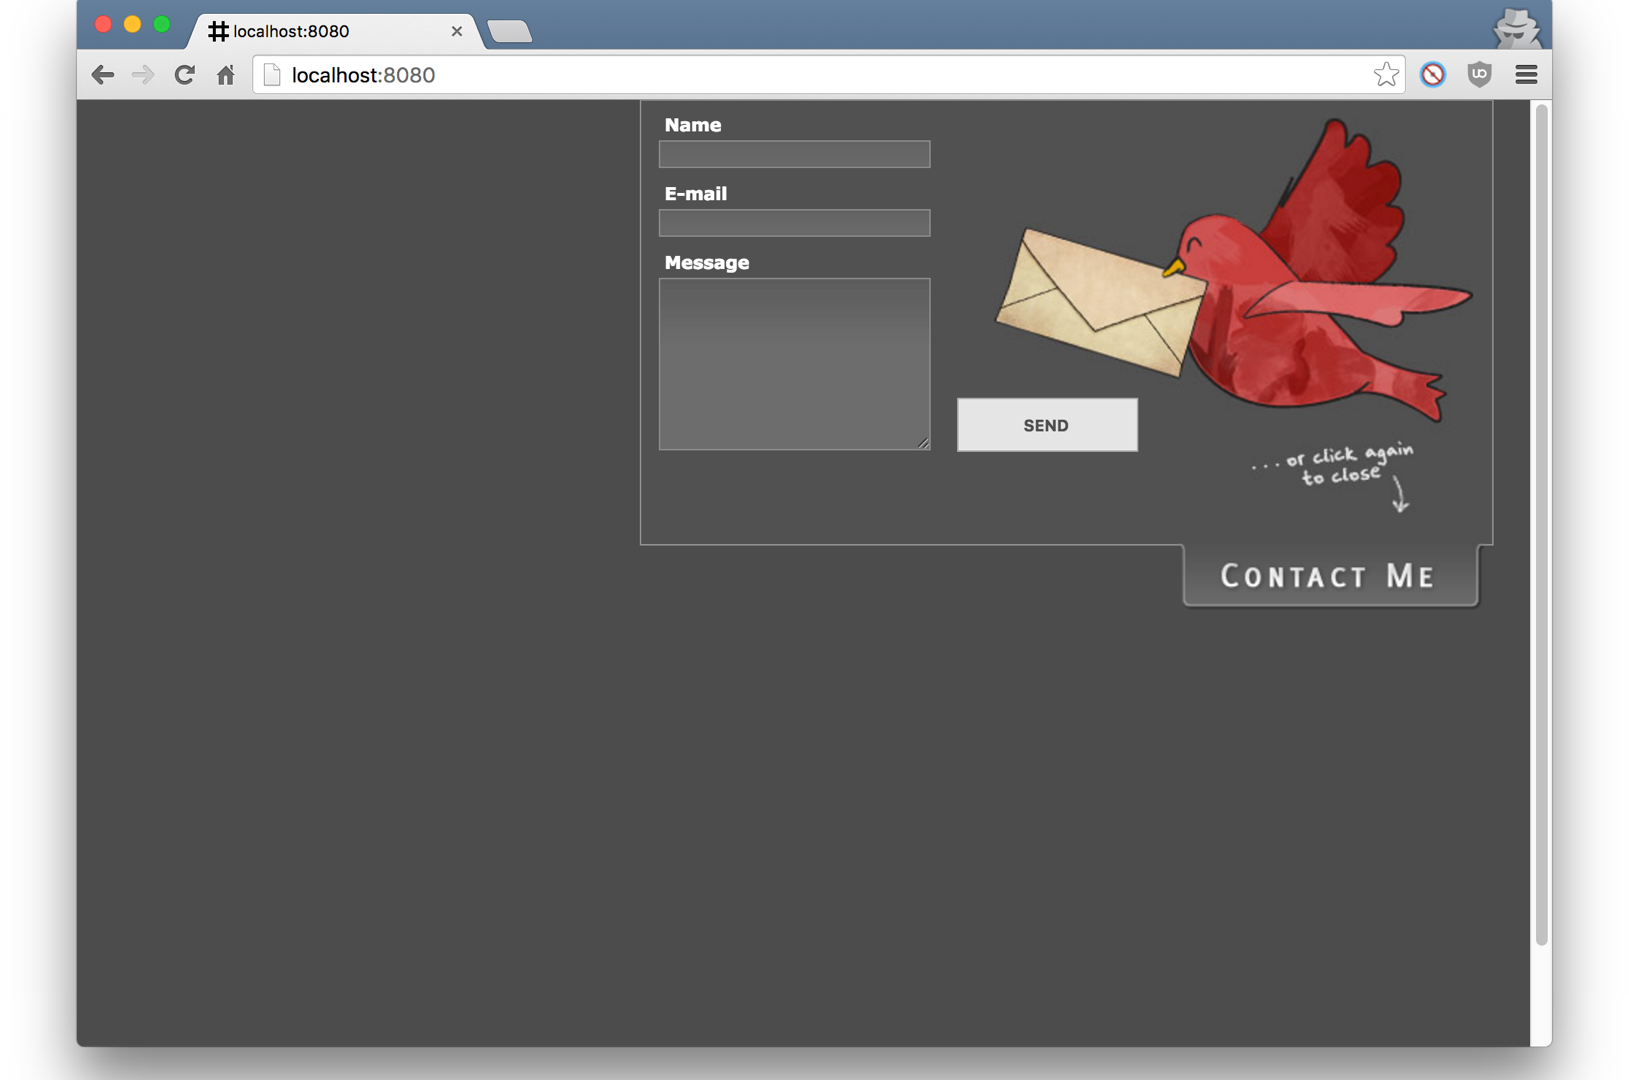 localhost:8080
localhost:8080
Name
E-mail
Message
SEND
... or click again
to close
CONTACT ME